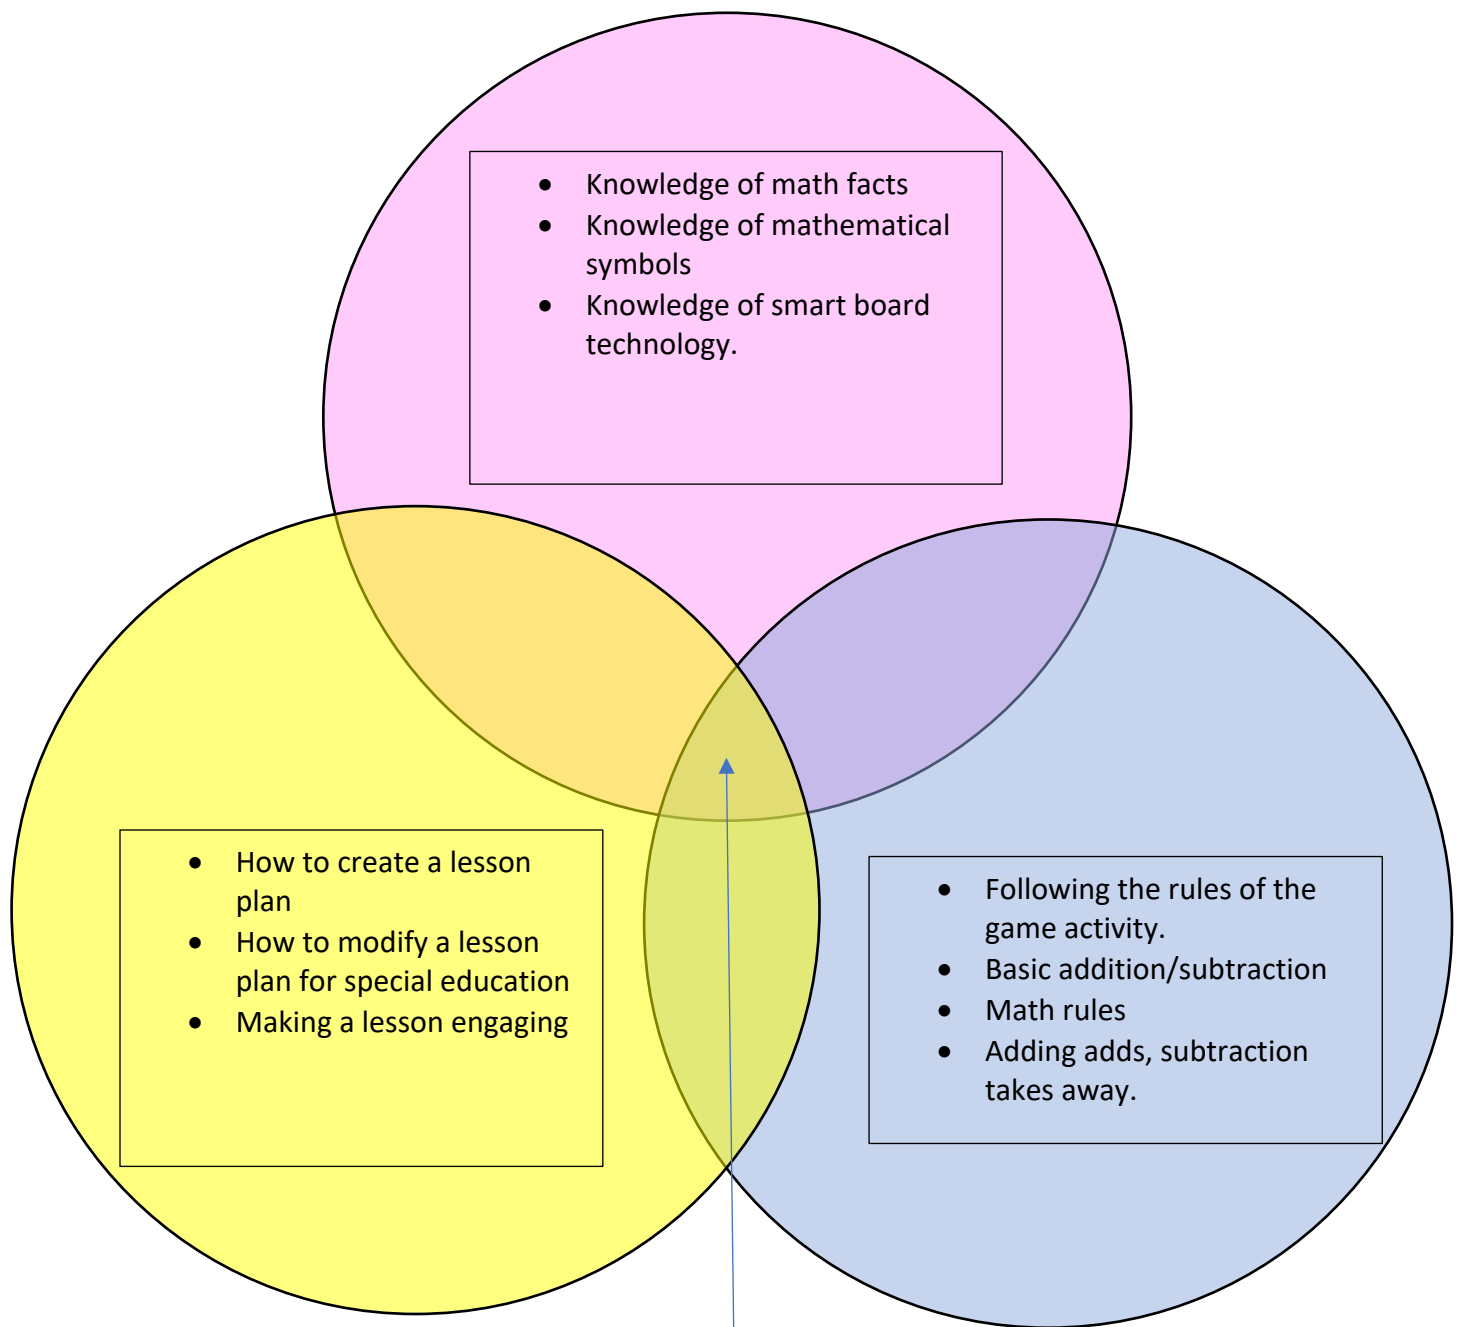 • Knowledge of math facts
• Knowledge of mathematical
symbols
• Knowledge of smart board
technology.
• How to create a lesson
plan
• How to modify a lesson
plan for special education
• Making a lesson engaging
• Following the rules of the
game activity.
• Basic addition/subtraction
• Math rules
• Adding adds, subtraction
takes away.